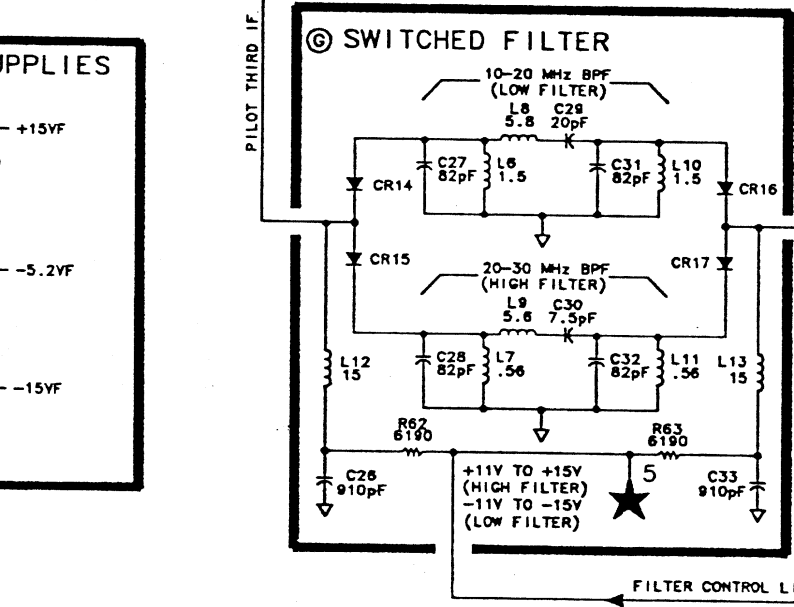 UPPLIES
+15VF
-5.2VF
-15VF
PILOT THIRD IF
G SWITCHED FILTER
10-20 MHz BPF
(LOW FILTER)
L8
5.8
C29
20pF
C27
82pF
L6
1.5
C31
82pF
L10
1.5
CR14
CR16
CR15
CR17
20-30 MHz BPF
(HIGH FILTER)
L9
5.6
C30
7.5pF
C28
82pF
L7
.56
C32
82pF
L11
.56
L12
15
L13
15
R62
6190
R63
6190
C26
910pF
+11V TO +15V
(HIGH FILTER)
-11V TO -15V
(LOW FILTER)
5
C33
910pF
FILTER CONTROL L